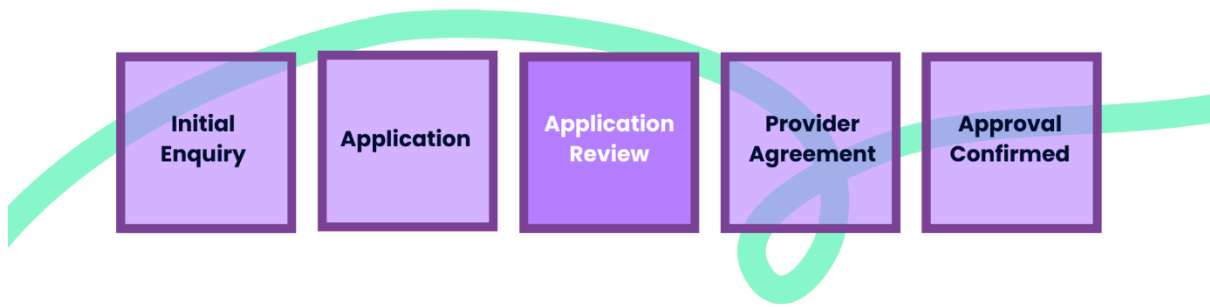 Initial
Enquiry
Application
Application
Review
Provider
Agreement
Approval
Confirmed